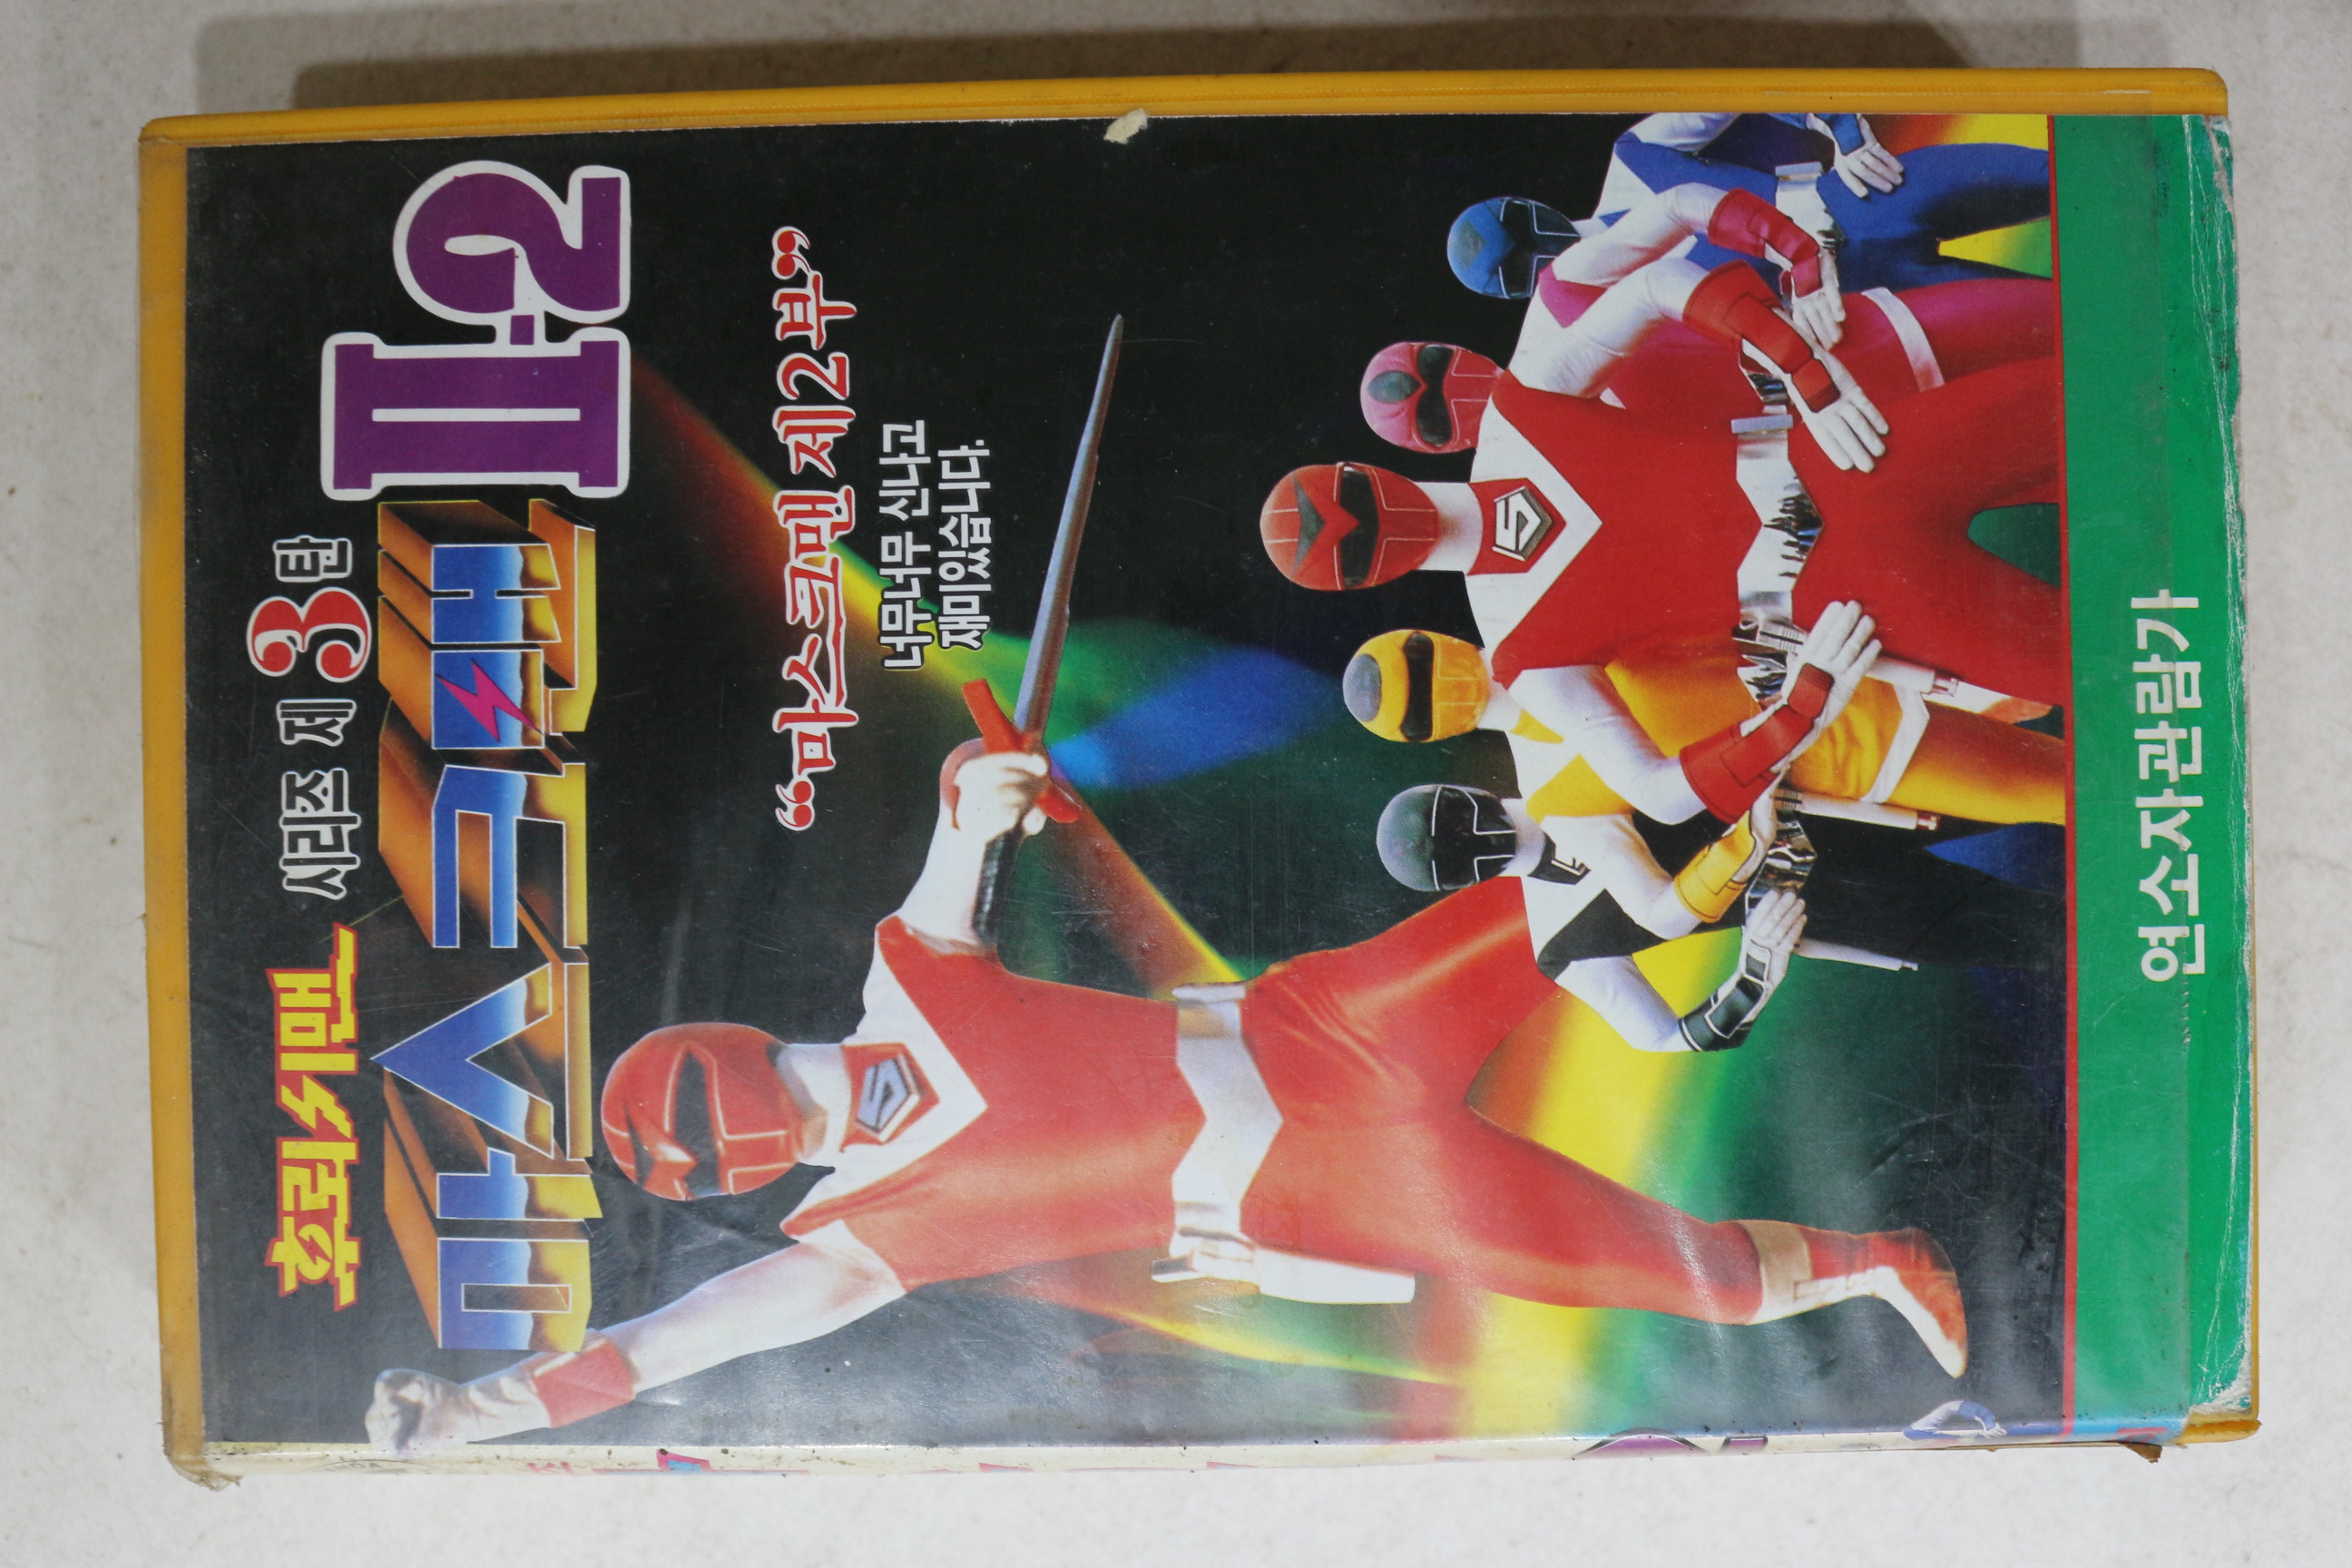 후뢰시맨 시리즈 제 3 탄
마스크맨 Ⅱ-2
“마스크맨 제2부”
너무너무 신나고
재미있습니다.
5
5
연소자관람가